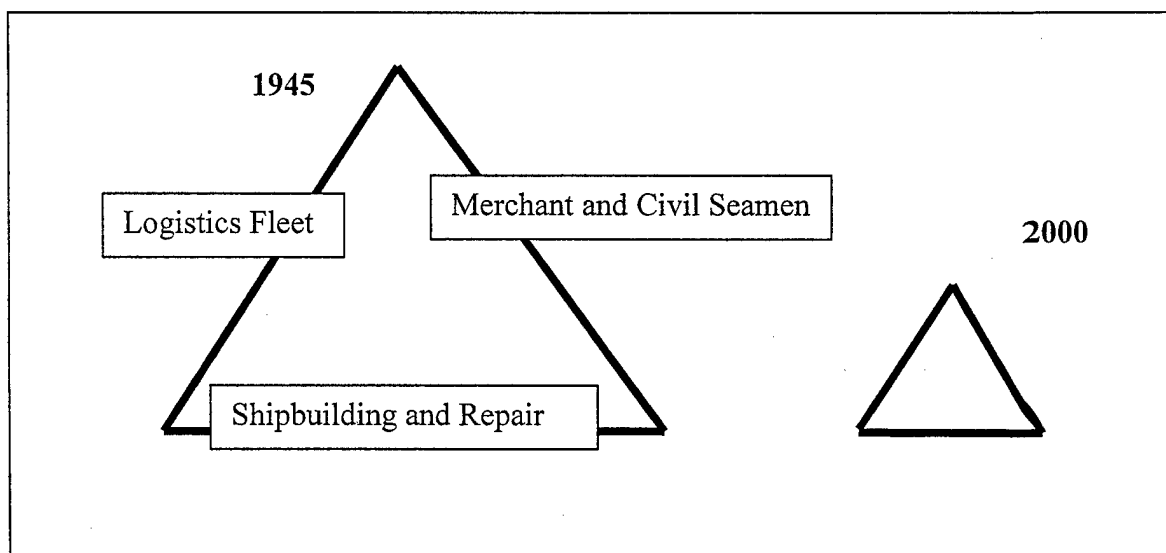 1945
Logistics Fleet
Merchant and Civil Seamen
2000
Shipbuilding and Repair